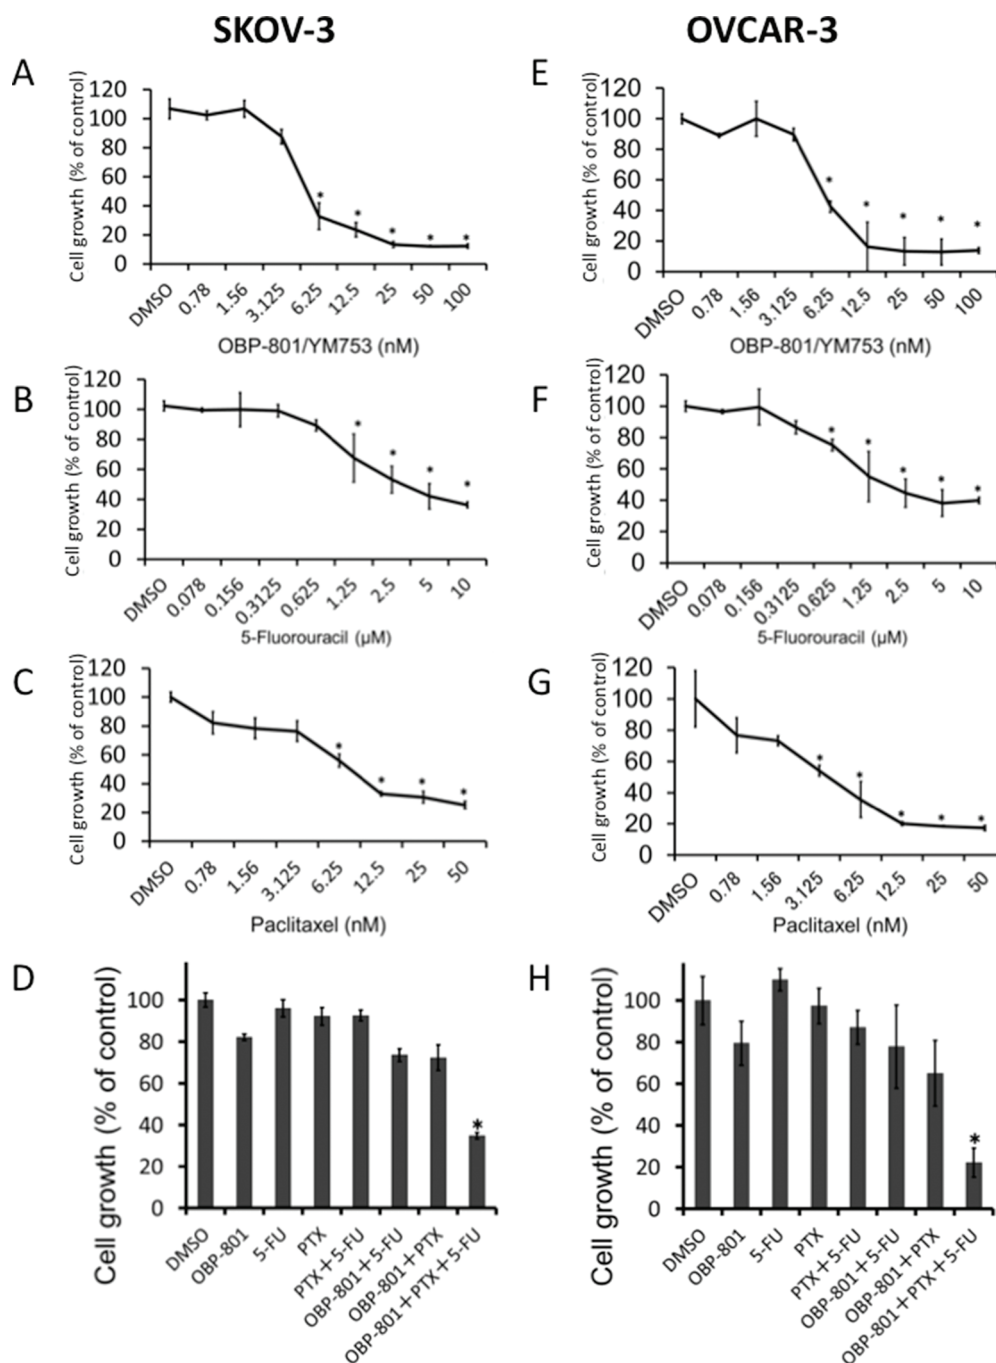 SKOV-3
OVCAR-3
A
Cell growth (% of control)
120
100
80
60
40
20
0
* * * * *
DMSO 0.78 1.56 3.125 6.25 12.5 25 50 100
OBP-801/YM753 (nM)
E
Cell growth (% of control)
120
100
80
60
40
20
0
* * * * *
DMSO 0.78 1.56 3.125 6.25 12.5 25 50 100
OBP-801/YM753 (nM)
B
Cell growth (% of control)
120
100
80
60
40
20
0
* * * *
DMSO 0.078 0.156 0.3125 0.625 1.25 2.5 5 10
5-Fluorouracil (μM)
F
Cell growth (% of control)
120
100
80
60
40
20
0
* * * * *
DMSO 0.078 0.156 0.3125 0.625 1.25 2.5 5 10
5-Fluorouracil (μM)
C
Cell growth (% of control)
120
100
80
60
40
20
0
* * * *
DMSO 0.78 1.56 3.125 6.25 12.5 25 50
Paclitaxel (nM)
G
Cell growth (% of control)
120
100
80
60
40
20
0
* * * * *
DMSO 0.78 1.56 3.125 6.25 12.5 25 50
Paclitaxel (nM)
D
Cell growth (% of control)
100
80
60
40
20
0
*
DMSO OBP-801 5-FU PTX PTX+5-FU OBP-801+5-FU OBP-801+PTX OBP-801+PTX+5-FU
H
Cell growth (% of control)
100
80
60
40
20
0
*
DMSO OBP-801 5-FU PTX PTX+5-FU OBP-801+5-FU OBP-801+PTX OBP-801+PTX+5-FU